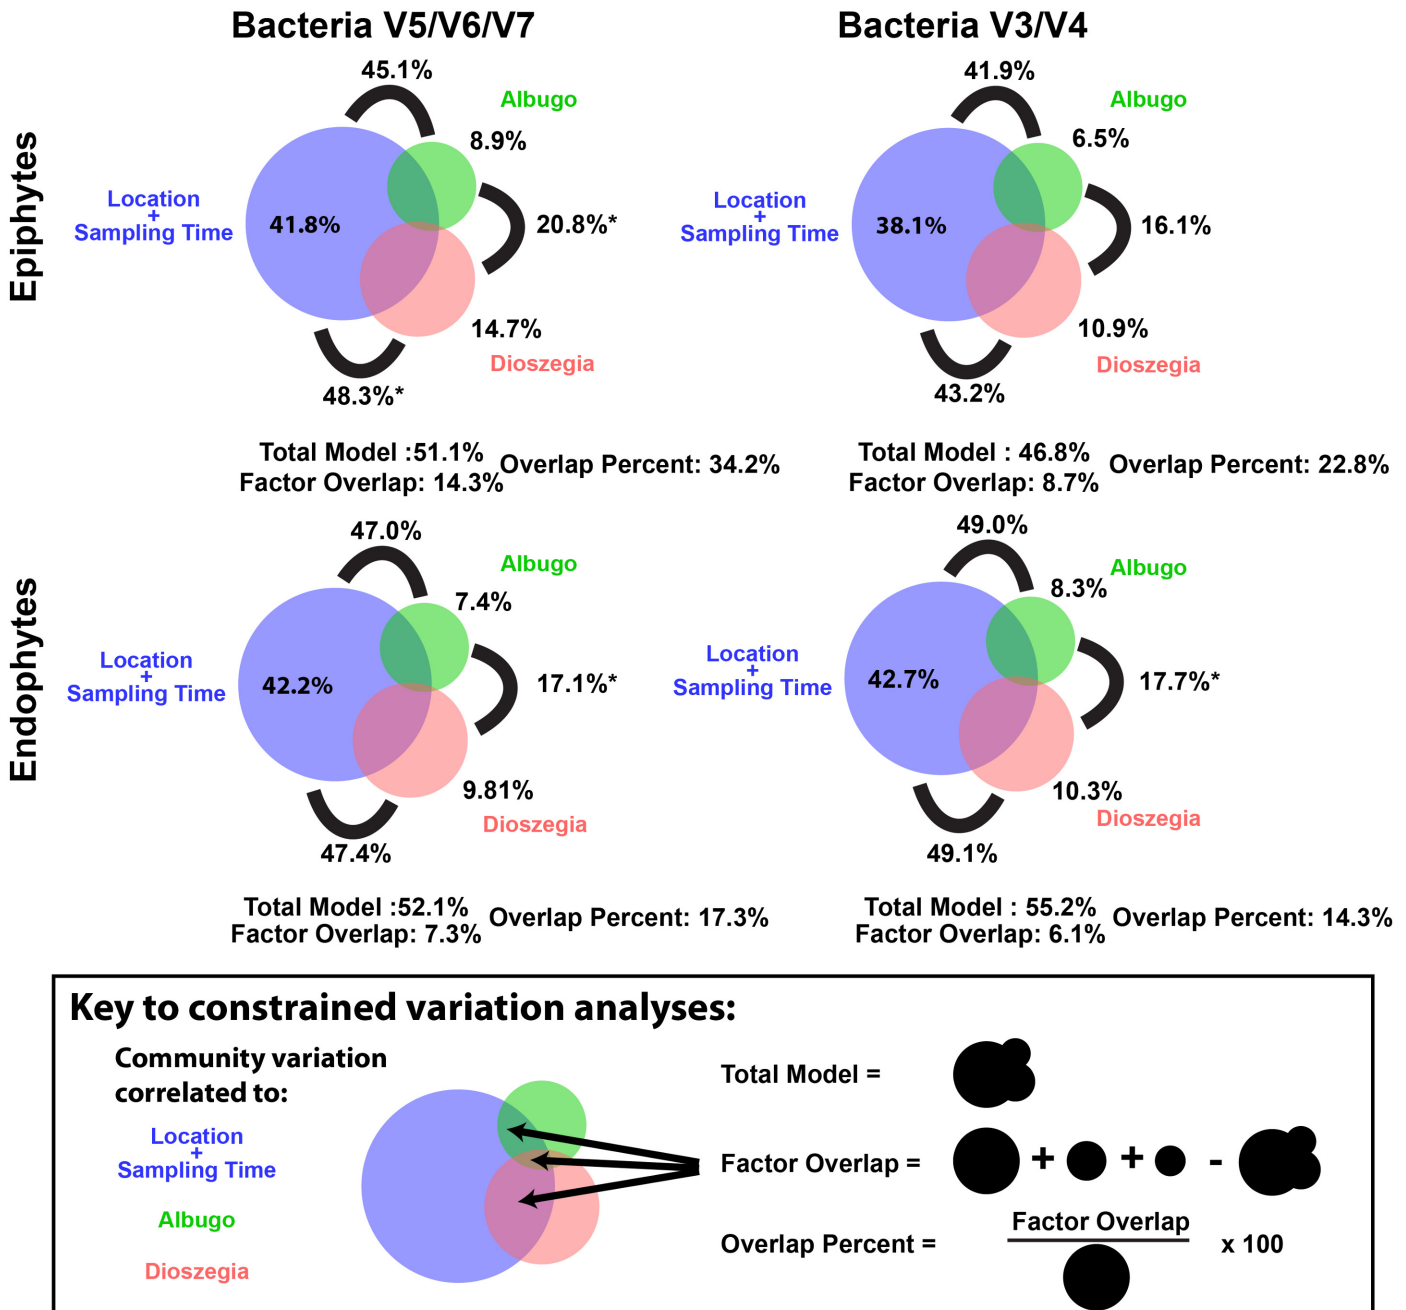 Bacteria V5/V6/V7
Bacteria V3/V4
Epiphytes
45.1%
Albugo
8.9%
Location
+
Sampling Time
41.8%
20.8%*
14.7%
Dioszegia
48.3%*
Total Model :51.1%
Factor Overlap: 14.3%
Overlap Percent: 34.2%
41.9%
Albugo
6.5%
Location
+
Sampling Time
38.1%
16.1%
10.9%
Dioszegia
43.2%
Total Model : 46.8%
Factor Overlap: 8.7%
Overlap Percent: 22.8%
Endophytes
47.0%
Albugo
7.4%
Location
+
Sampling Time
42.2%
17.1%*
9.81%
Dioszegia
47.4%
Total Model :52.1%
Factor Overlap: 7.3%
Overlap Percent: 17.3%
49.0%
Albugo
8.3%
Location
+
Sampling Time
42.7%
17.7%*
10.3%
Dioszegia
49.1%
Total Model : 55.2%
Factor Overlap: 6.1%
Overlap Percent: 14.3%
Key to constrained variation analyses:
Community variation
correlated to:
Location
+
Sampling Time
Albugo
Dioszegia
Total Model =
Factor Overlap = + + -
Overlap Percent = Factor Overlap x 100